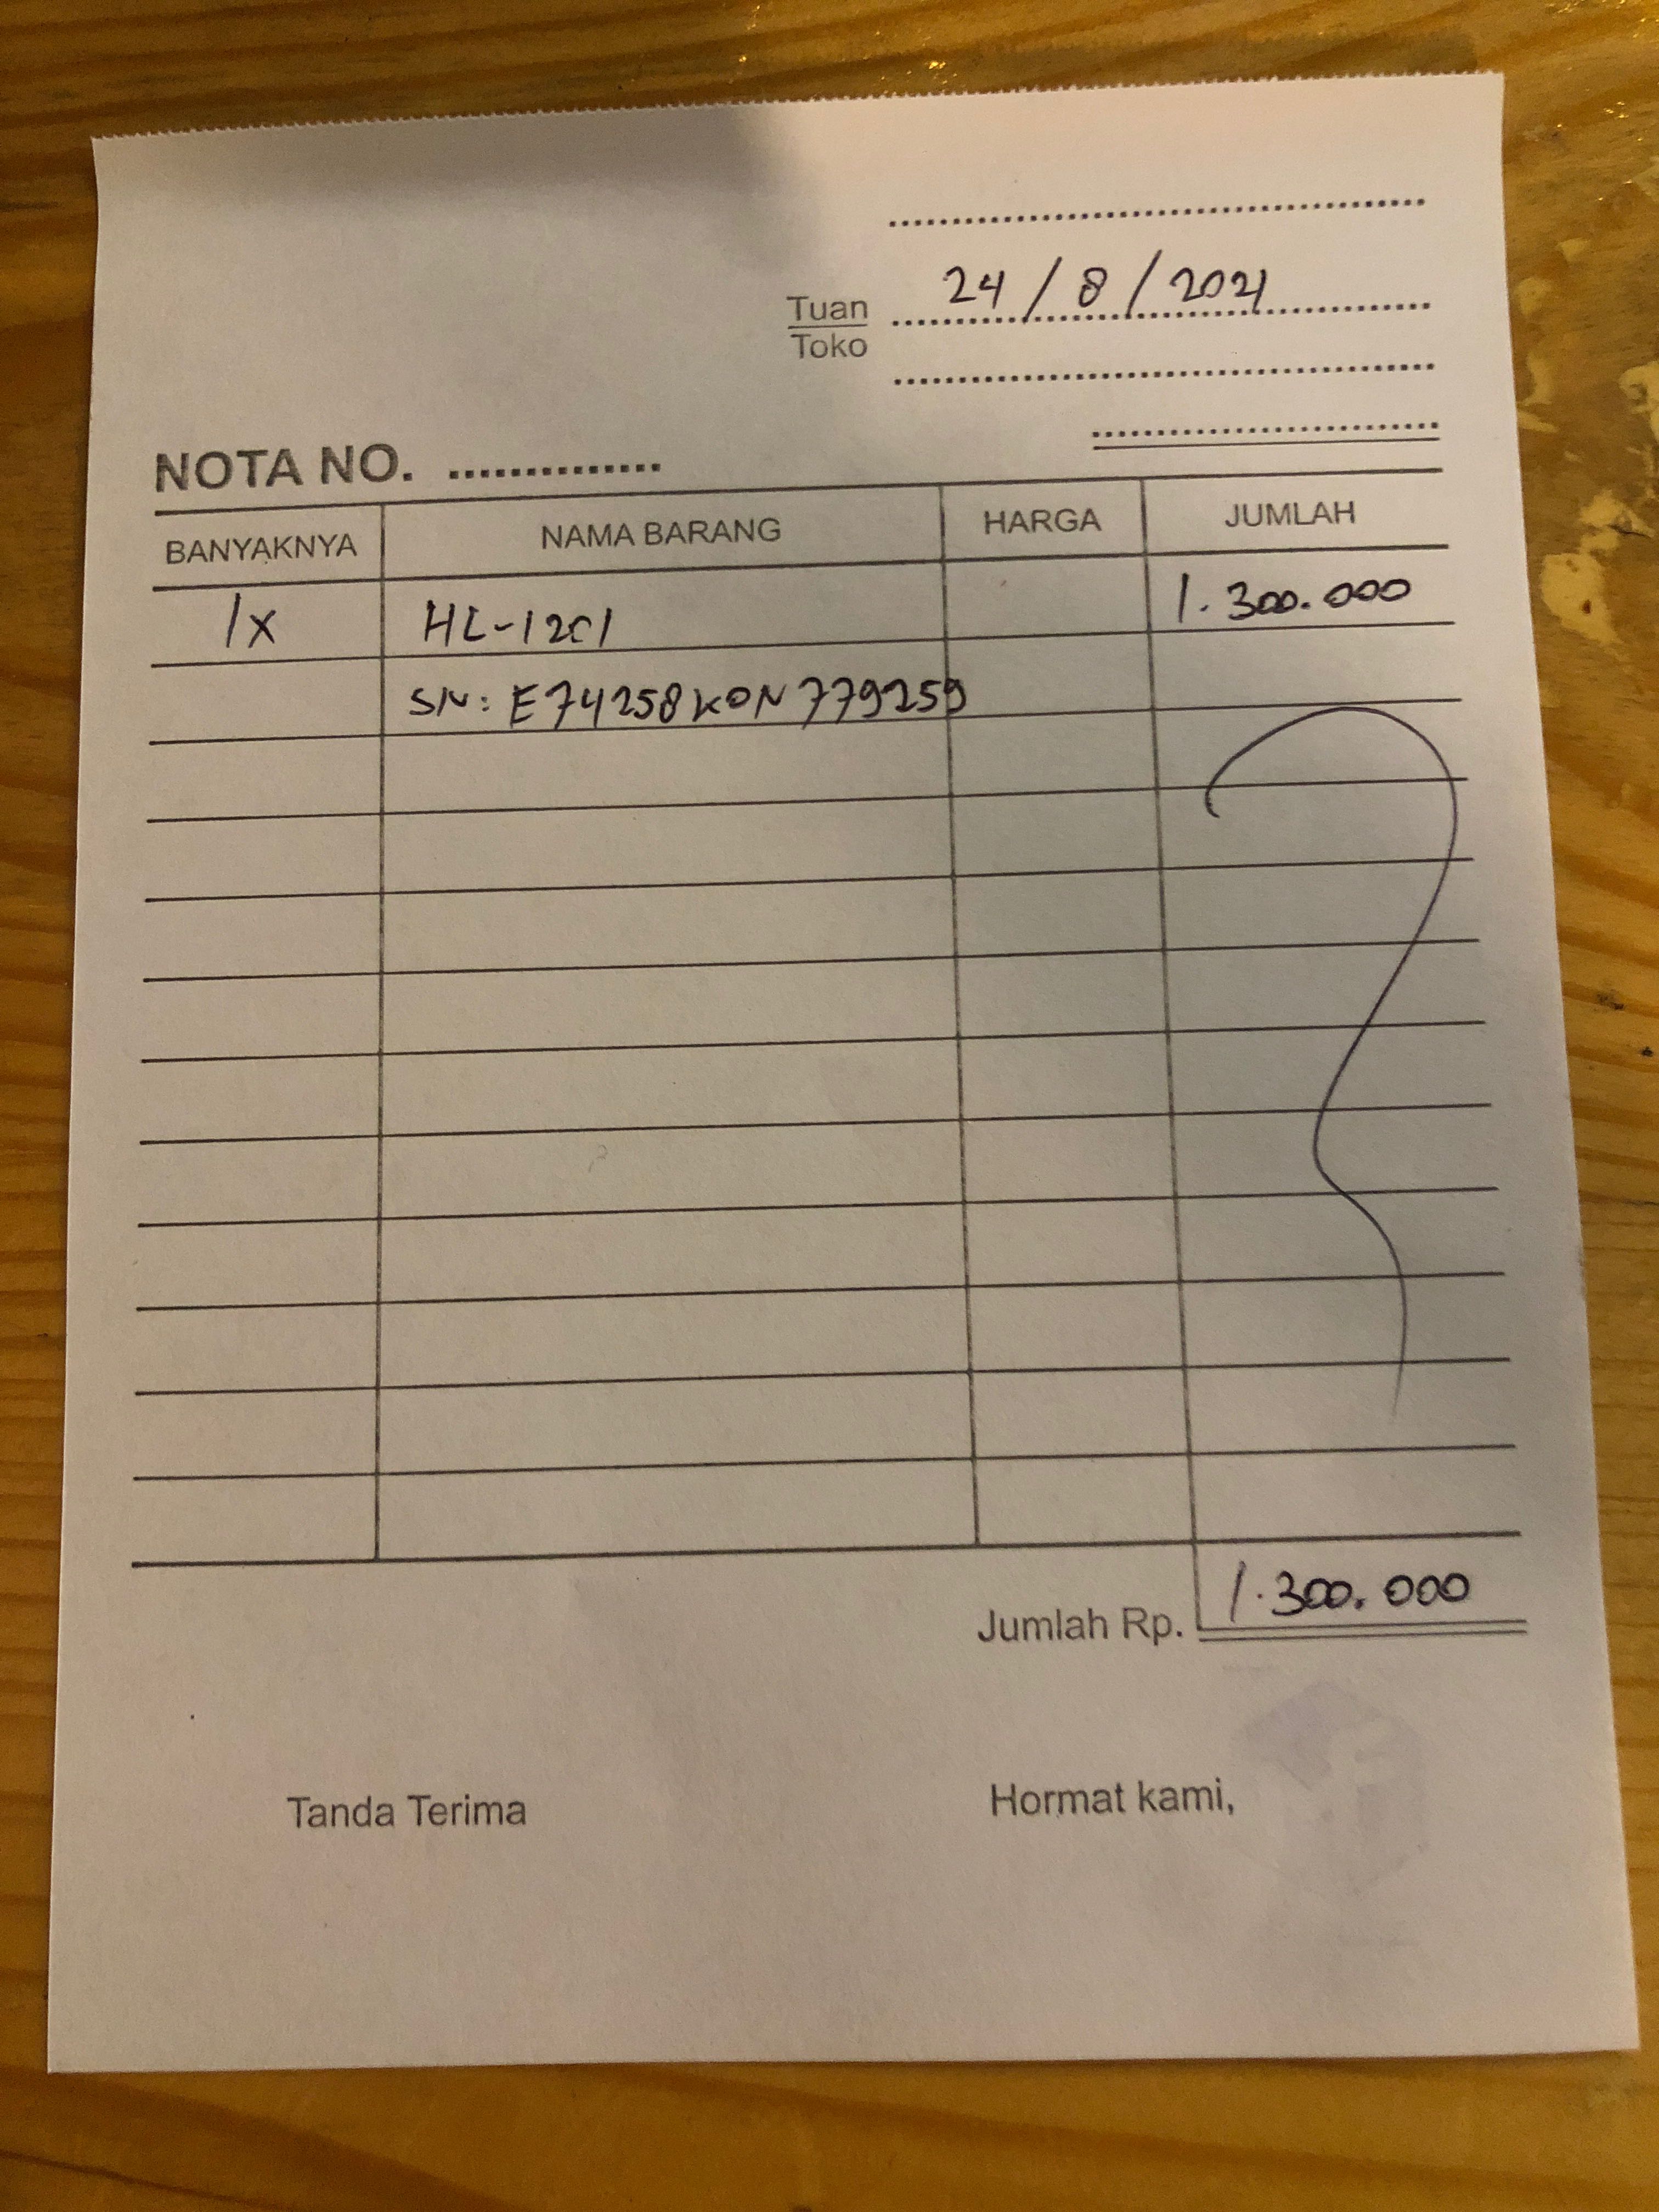 24/8/2021
Tuan
Toko
NOTA NO. ..............
BANYAKNYA NAMA BARANG HARGA JUMLAH
1x HL-1201 1.300.000
SN: E74258K0N779259
Jumlah Rp. 1.300.000
Tanda Terima Hormat kami,